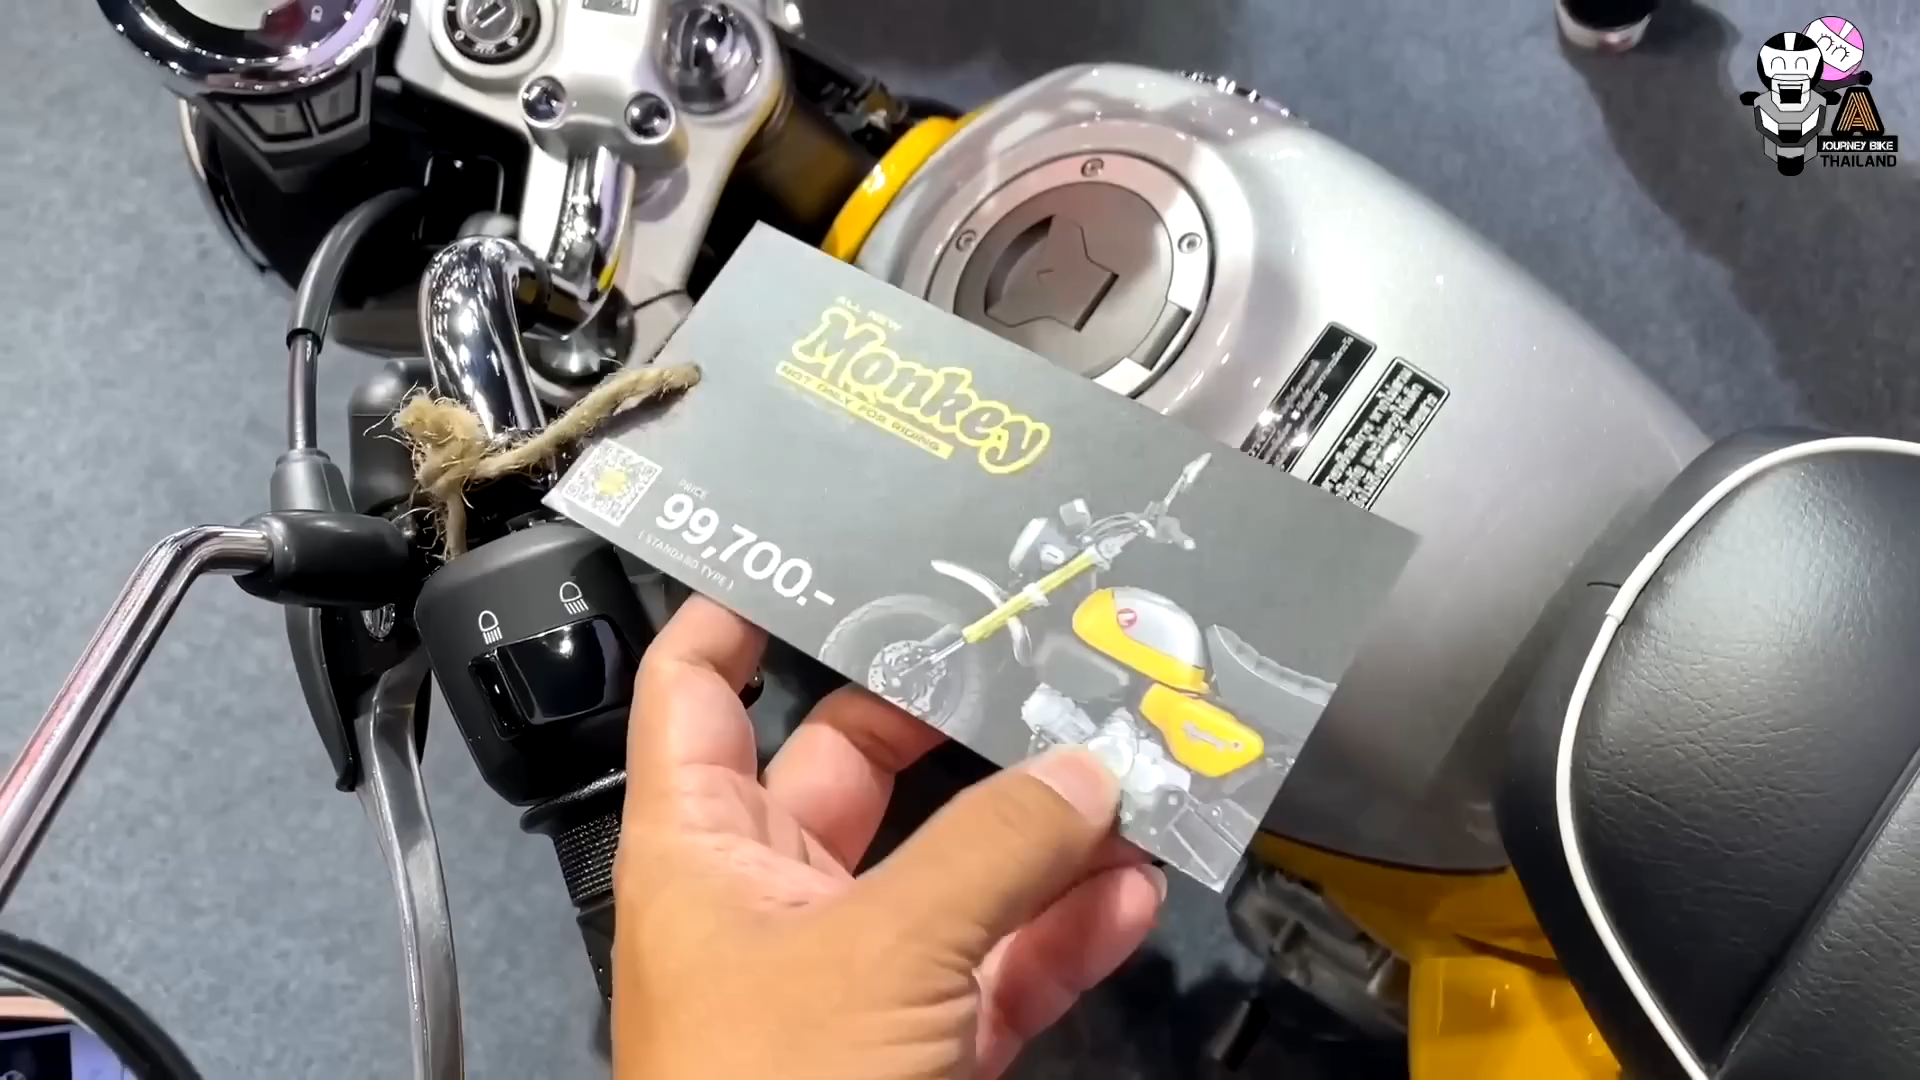 ALL NEW
Monkey
NOT ONLY FOR RIDING
PRICE
99,700.-
( STANDARD TYPE )
A
JOURNEY BIKE
THAILAND